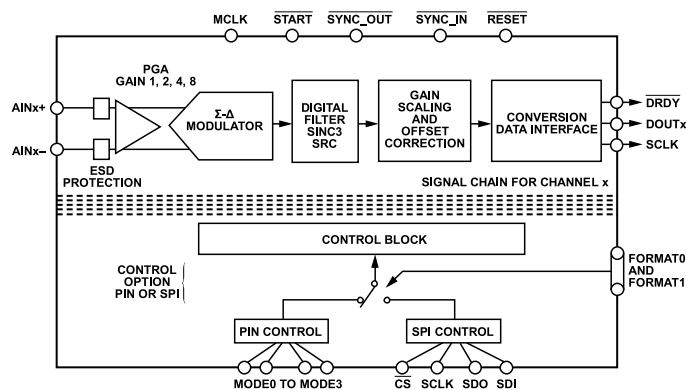 MCLK START SYNC_OUT SYNC_IN RESET
PGA
GAIN 1, 2, 4, 8
AINx+
AINx–
ESD
PROTECTION
Σ-Δ
MODULATOR
DIGITAL
FILTER
SINC3
SRC
GAIN
SCALING
AND
OFFSET
CORRECTION
CONVERSION
DATA INTERFACE
DRDY
DOUTx
SCLK
SIGNAL CHAIN FOR CHANNEL x
CONTROL BLOCK
CONTROL
OPTION
PIN OR SPI
FORMAT0
AND
FORMAT1
PIN CONTROL
SPI CONTROL
MODE0 TO MODE3
CS SCLK SDO SDI